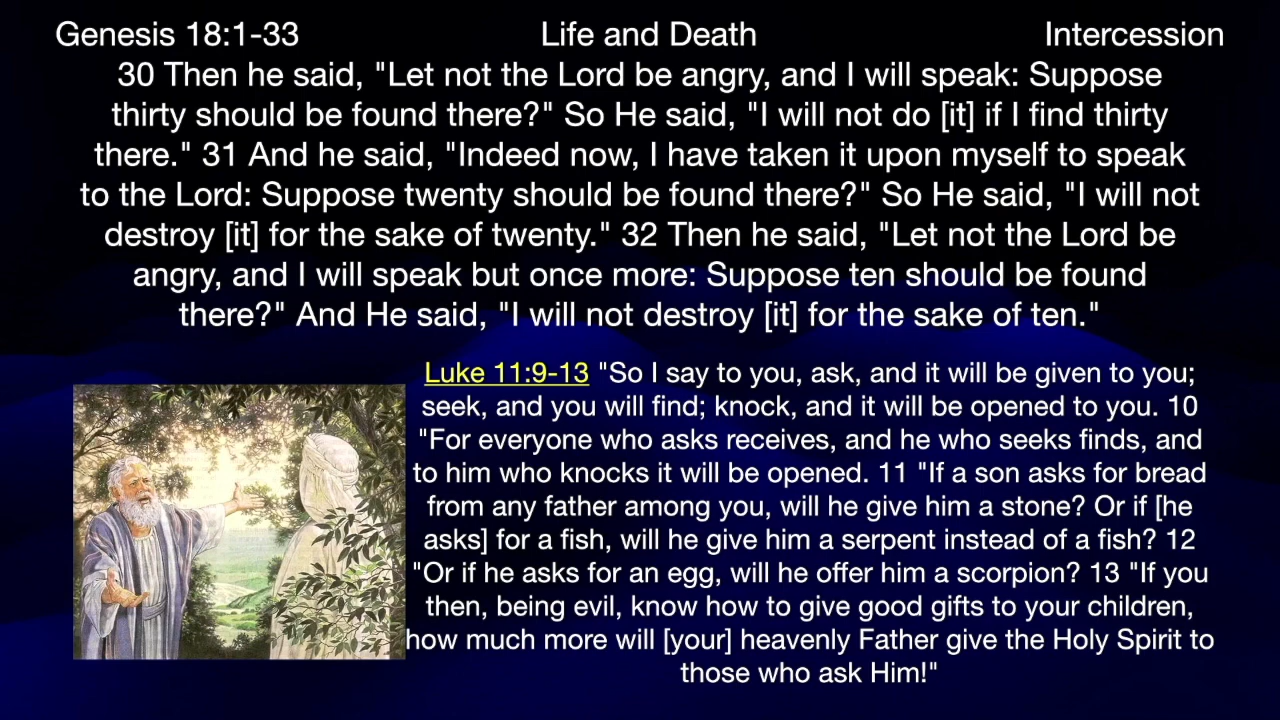 Genesis 18:1-33 Life and Death Intercession
30 Then he said, "Let not the Lord be angry, and I will speak: Suppose
thirty should be found there?" So He said, "I will not do [it] if I find thirty
there." 31 And he said, "Indeed now, I have taken it upon myself to speak
to the Lord: Suppose twenty should be found there?" So He said, "I will not
destroy [it] for the sake of twenty." 32 Then he said, "Let not the Lord be
angry, and I will speak but once more: Suppose ten should be found
there?" And He said, "I will not destroy [it] for the sake of ten."
Luke 11:9-13 "So I say to you, ask, and it will be given to you;
seek, and you will find; knock, and it will be opened to you. 10
"For everyone who asks receives, and he who seeks finds, and
to him who knocks it will be opened. 11 "If a son asks for bread
from any father among you, will he give him a stone? Or if [he
asks] for a fish, will he give him a serpent instead of a fish? 12
"Or if he asks for an egg, will he offer him a scorpion? 13 "If you
then, being evil, know how to give good gifts to your children,
how much more will [your] heavenly Father give the Holy Spirit to
those who ask Him!"